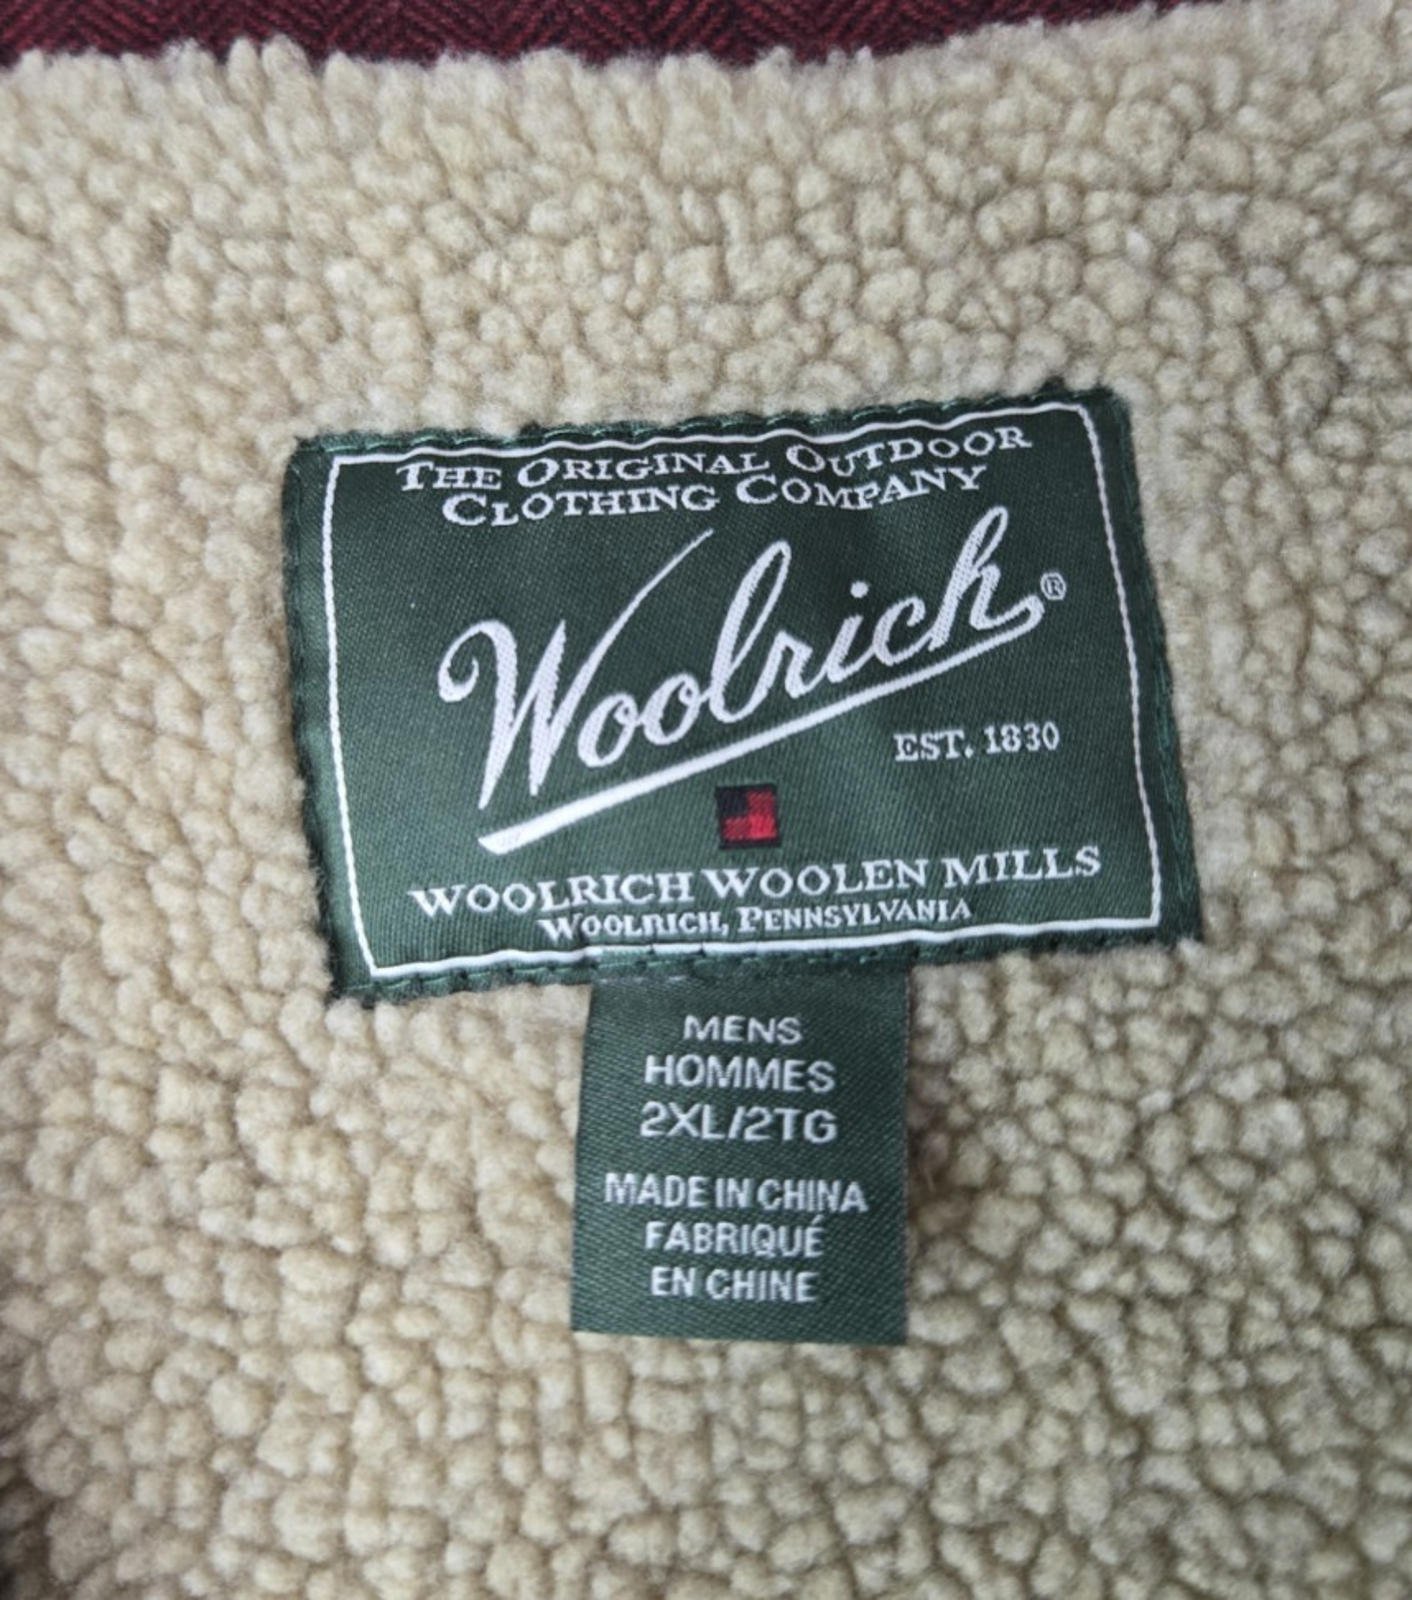 THE ORIGINAL OUTDOOR
CLOTHING COMPANY
Woolrich®
EST. 1830
WOOLRICH WOOLEN MILLS
WOOLRICH, PENNSYLVANIA
MENS
HOMMES
2XL/2TG
MADE IN CHINA
FABRIQUÉ
EN CHINE